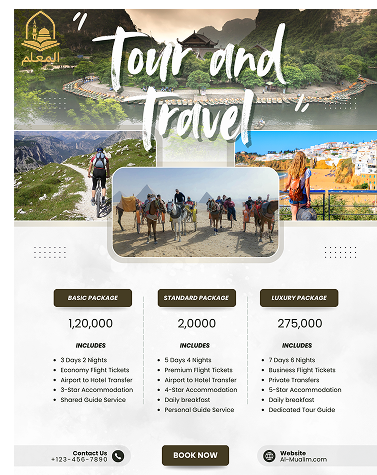 المعلم
" Tour and
Travel "
BASIC PACKAGE
1,20,000
INCLUDES
• 3 Days 2 Nights
• Economy Flight Tickets
• Airport to Hotel Transfer
• 3-Star Accommodation
• Shared Guide Service
STANDARD PACKAGE
2,0000
INCLUDES
• 5 Days 4 Nights
• Premium Flight Tickets
• Airport to Hotel Transfer
• 4-Star Accommodation
• Daily breakfast
• Personal Guide Service
LUXURY PACKAGE
275,000
INCLUDES
• 7 Days 6 Nights
• Business Flight Tickets
• Private Transfers
• 5-Star Accommodation
• Daily breakfast
• Dedicated Tour Guide
Contact Us
+123-456-7890
BOOK NOW
Website
Al-Mualim.com